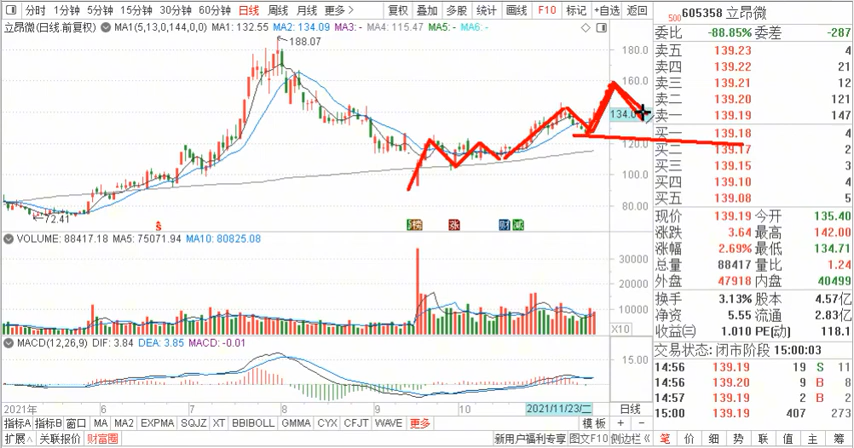 分时 1分钟 5分钟 15分钟 30分钟 60分钟 日线 周线 月线 更多> 复权 叠加 多股 统计 画线 F10 标记 +自选 返回
立昂微(日线 前复权) MA1(5,13,0,144,0,0) MA1: 132.55 MA2: 134.09 MA3: - MA4: 115.47 MA5: - MA6: -
188.07
180.0
160.0
134.0
120.0
100.0
80.00
72.41
$ 榜 涨 财 减
VOLUME: 88417.18 MA5: 75071.94 MA10: 80825.08
30000
20000
10000
X10
MACD(12,26,9) DIF: 3.84 DEA: 3.85 MACD: -0.01
15.00
2021年 6 7 8 9 10 2021/11/23/二 日线
指标A 指标B 窗口 MA MA2 EXPMA SQJZ XT BBIBOLL GMMA CYX CFJT WAVE 更多 模板 + -
扩展∧ 关联报价 财富圈 新用户福利专享 图文F10 侧边栏《
500 605358 立昂微
委比 -88.85% 委差 -287
卖五 139.23 4
卖四 139.22 21
卖三 139.21 12
卖二 139.20 121
卖一 139.19 147
买一 139.18 4
买二 139.17 2
买三 139.15 3
买四 139.10 4
买五 139.08 5
现价 139.19 今开 135.40
涨跌 3.64 最高 142.00
涨幅 2.69% 最低 134.71
总量 88417 量比 1.24
外盘 47918 内盘 40499
换手 3.13% 股本 4.57亿
净资 5.55 流通 2.83亿
收益㈢ 1.010 PE(动) 118.1
交易状态: 闭市阶段 15:00:03
14:56 139.19 19 S 11
14:56 139.20 9 B 8
14:57 139.19 2 B 2
15:00 139.19 407 273
笔 价 细 势 联 值 主 筹